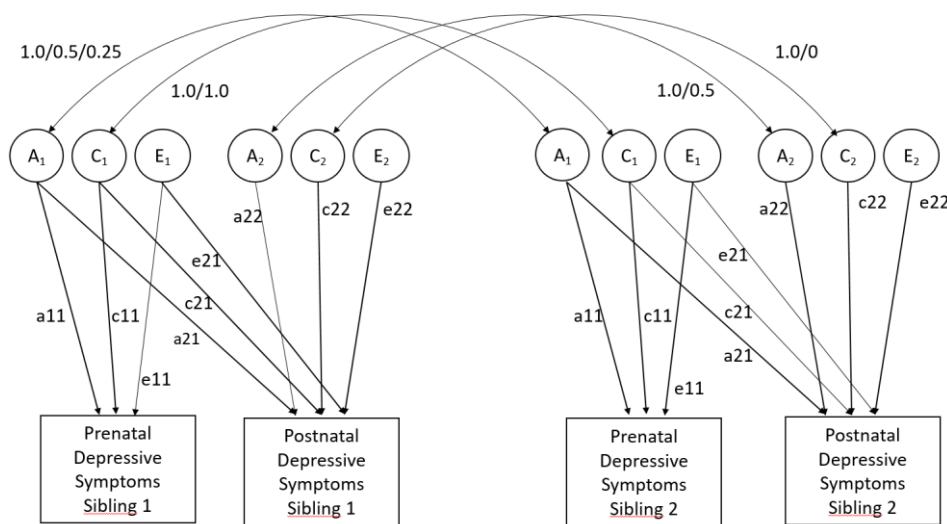 1.0/0.5/0.25
1.0/0
1.0/1.0
1.0/0.5
A1 C1 E1 A2 C2 E2 A1 C1 E1 A2 C2 E2
a22 c22 e22 a22 c22 e22
e21 e21
a11 c11 c21 a11 c11 c21
a21 a21
e11 e11
Prenatal
Depressive
Symptoms
Sibling 1
Postnatal
Depressive
Symptoms
Sibling 1
Prenatal
Depressive
Symptoms
Sibling 2
Postnatal
Depressive
Symptoms
Sibling 2